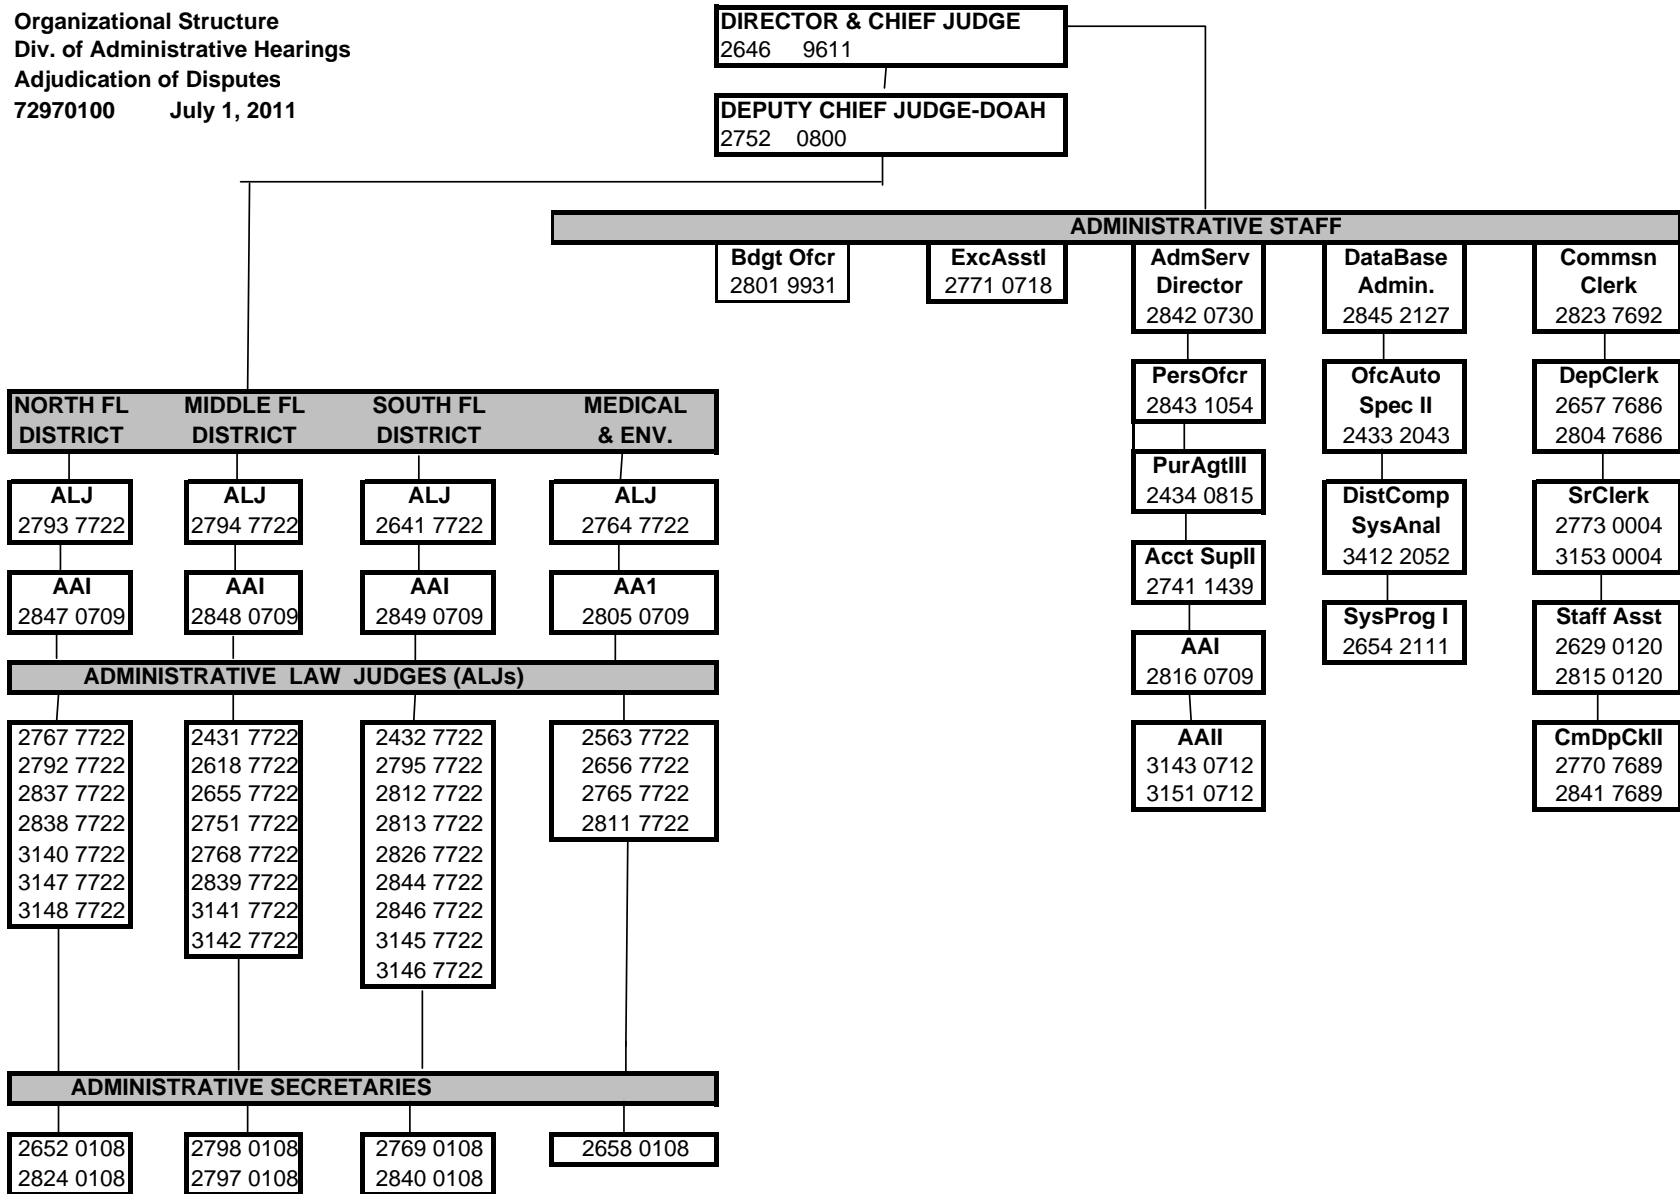 Organizational Structure
Div. of Administrative Hearings
Adjudication of Disputes
72970100 July 1, 2011
DIRECTOR & CHIEF JUDGE
2646 9611
DEPUTY CHIEF JUDGE-DOAH
2752 0800
ADMINISTRATIVE STAFF
Bdgt Ofcr
2801 9931
ExcAsstI
2771 0718
AdmServ
Director
2842 0730
PersOfcr
2843 1054
PurAgtIII
2434 0815
Acct SupII
2741 1439
AAI
2816 0709
AAII
3143 0712
3151 0712
DataBase
Admin.
2845 2127
OfcAuto
Spec II
2433 2043
DistComp
SysAnal
3412 2052
SysProg I
2654 2111
Commsn
Clerk
2823 7692
DepClerk
2657 7686
2804 7686
SrClerk
2773 0004
3153 0004
Staff Asst
2629 0120
2815 0120
CmDpCkII
2770 7689
2841 7689
NORTH FL
DISTRICT
MIDDLE FL
DISTRICT
SOUTH FL
DISTRICT
MEDICAL
& ENV.
ALJ
2793 7722
ALJ
2794 7722
ALJ
2641 7722
ALJ
2764 7722
AAI
2847 0709
AAI
2848 0709
AAI
2849 0709
AA1
2805 0709
ADMINISTRATIVE LAW JUDGES (ALJs)
2767 7722
2792 7722
2837 7722
2838 7722
3140 7722
3147 7722
3148 7722
2431 7722
2618 7722
2655 7722
2751 7722
2768 7722
2839 7722
3141 7722
3142 7722
2432 7722
2795 7722
2812 7722
2813 7722
2826 7722
2844 7722
2846 7722
3145 7722
3146 7722
2563 7722
2656 7722
2765 7722
2811 7722
ADMINISTRATIVE SECRETARIES
2652 0108
2824 0108
2798 0108
2797 0108
2769 0108
2840 0108
2658 0108